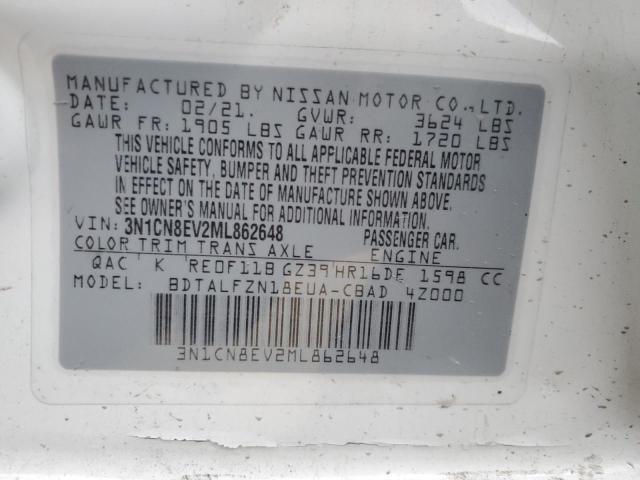 MANUFACTURED BY NISSAN MOTOR CO.,LTD.
DATE: 02/21. GVWR: 3624 LBS
GAWR FR: 1905 LBS GAWR RR: 1720 LBS
THIS VEHICLE CONFORMS TO ALL APPLICABLE FEDERAL MOTOR
VEHICLE SAFETY, BUMPER AND THEFT PREVENTION STANDARDS
IN EFFECT ON THE DATE OF MANUFACTURE SHOWN ABOVE.
:SEE OWNER'S MANUAL FOR ADDITIONAL INFORMATION.
VIN: 3N1CN8EV2ML862648 PASSENGER CAR.
COLOR TRIM TRANS AXLE ENGINE
QAC K RE0F11B GZ39 HR16DE 1598 CC
MODEL: BDTALFZN18EUA-CBAD 4Z000
3N1CN8EV2ML862648